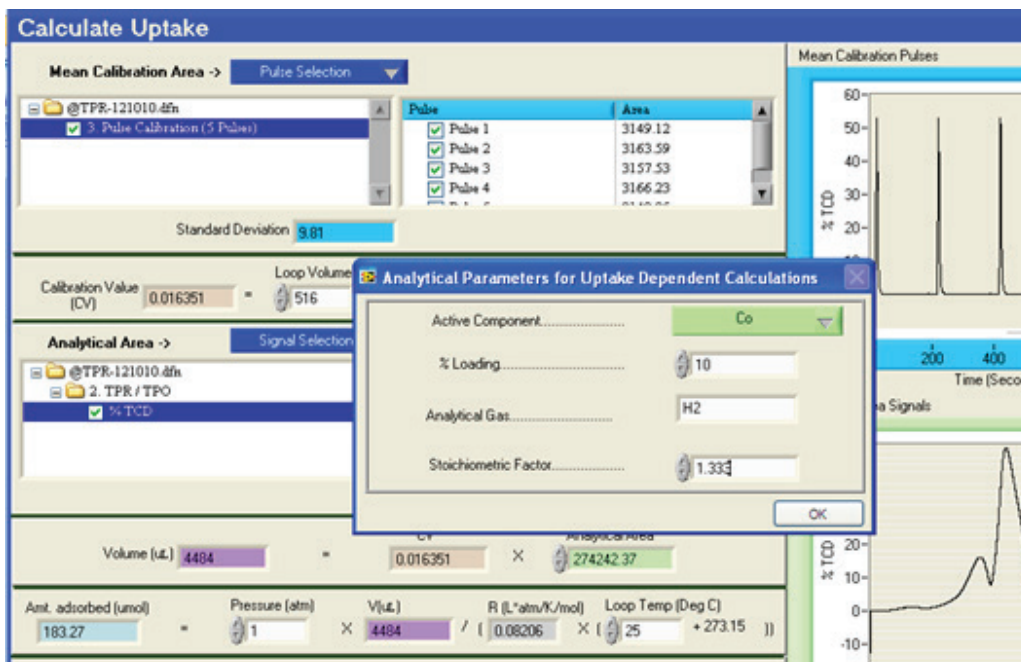 Calculate Uptake
Mean Calibration Area -> Pulse Selection
Mean Calibration Pulses
@TPR-121010.dfn
3. Pulse Calibration (5 Pulses)
Pulse Area
Pulse 1 3149.12
Pulse 2 3163.59
Pulse 3 3157.53
Pulse 4 3166.23
Standard Deviation 9.81
60
50
40
30
20
% TCD
200 400
Time (Seco
Calibration Value (CV) 0.016351 = Loop Volume 516
Analytical Area -> Signal Selection
@TPR-121010.dfn
2. TPR / TPO
% TCD
Analytical Parameters for Uptake Dependent Calculations
Active Component........................ Co
% Loading........................ 10
Analytical Gas........................ H2
Stoichiometric Factor........................ 1.333
OK
a Signals
% TCD
20
10
0
-10
Volume (uL) 4484 = CV 0.016351 X Analytical Area 274242.37
Amt. adsorbed (umol) 183.27 = Pressure (atm) 1 X V(uL) 4484 / ( R (L*atm/K/mol) 0.08206 X ( Loop Temp (Deg C) 25 + 273.15 ))